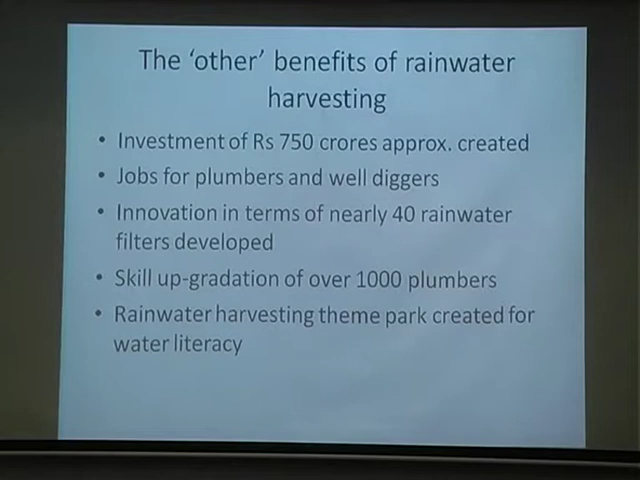 The ‘other’ benefits of rainwater
harvesting
• Investment of Rs 750 crores approx. created
• Jobs for plumbers and well diggers
• Innovation in terms of nearly 40 rainwater
filters developed
• Skill up-gradation of over 1000 plumbers
• Rainwater harvesting theme park created for
water literacy